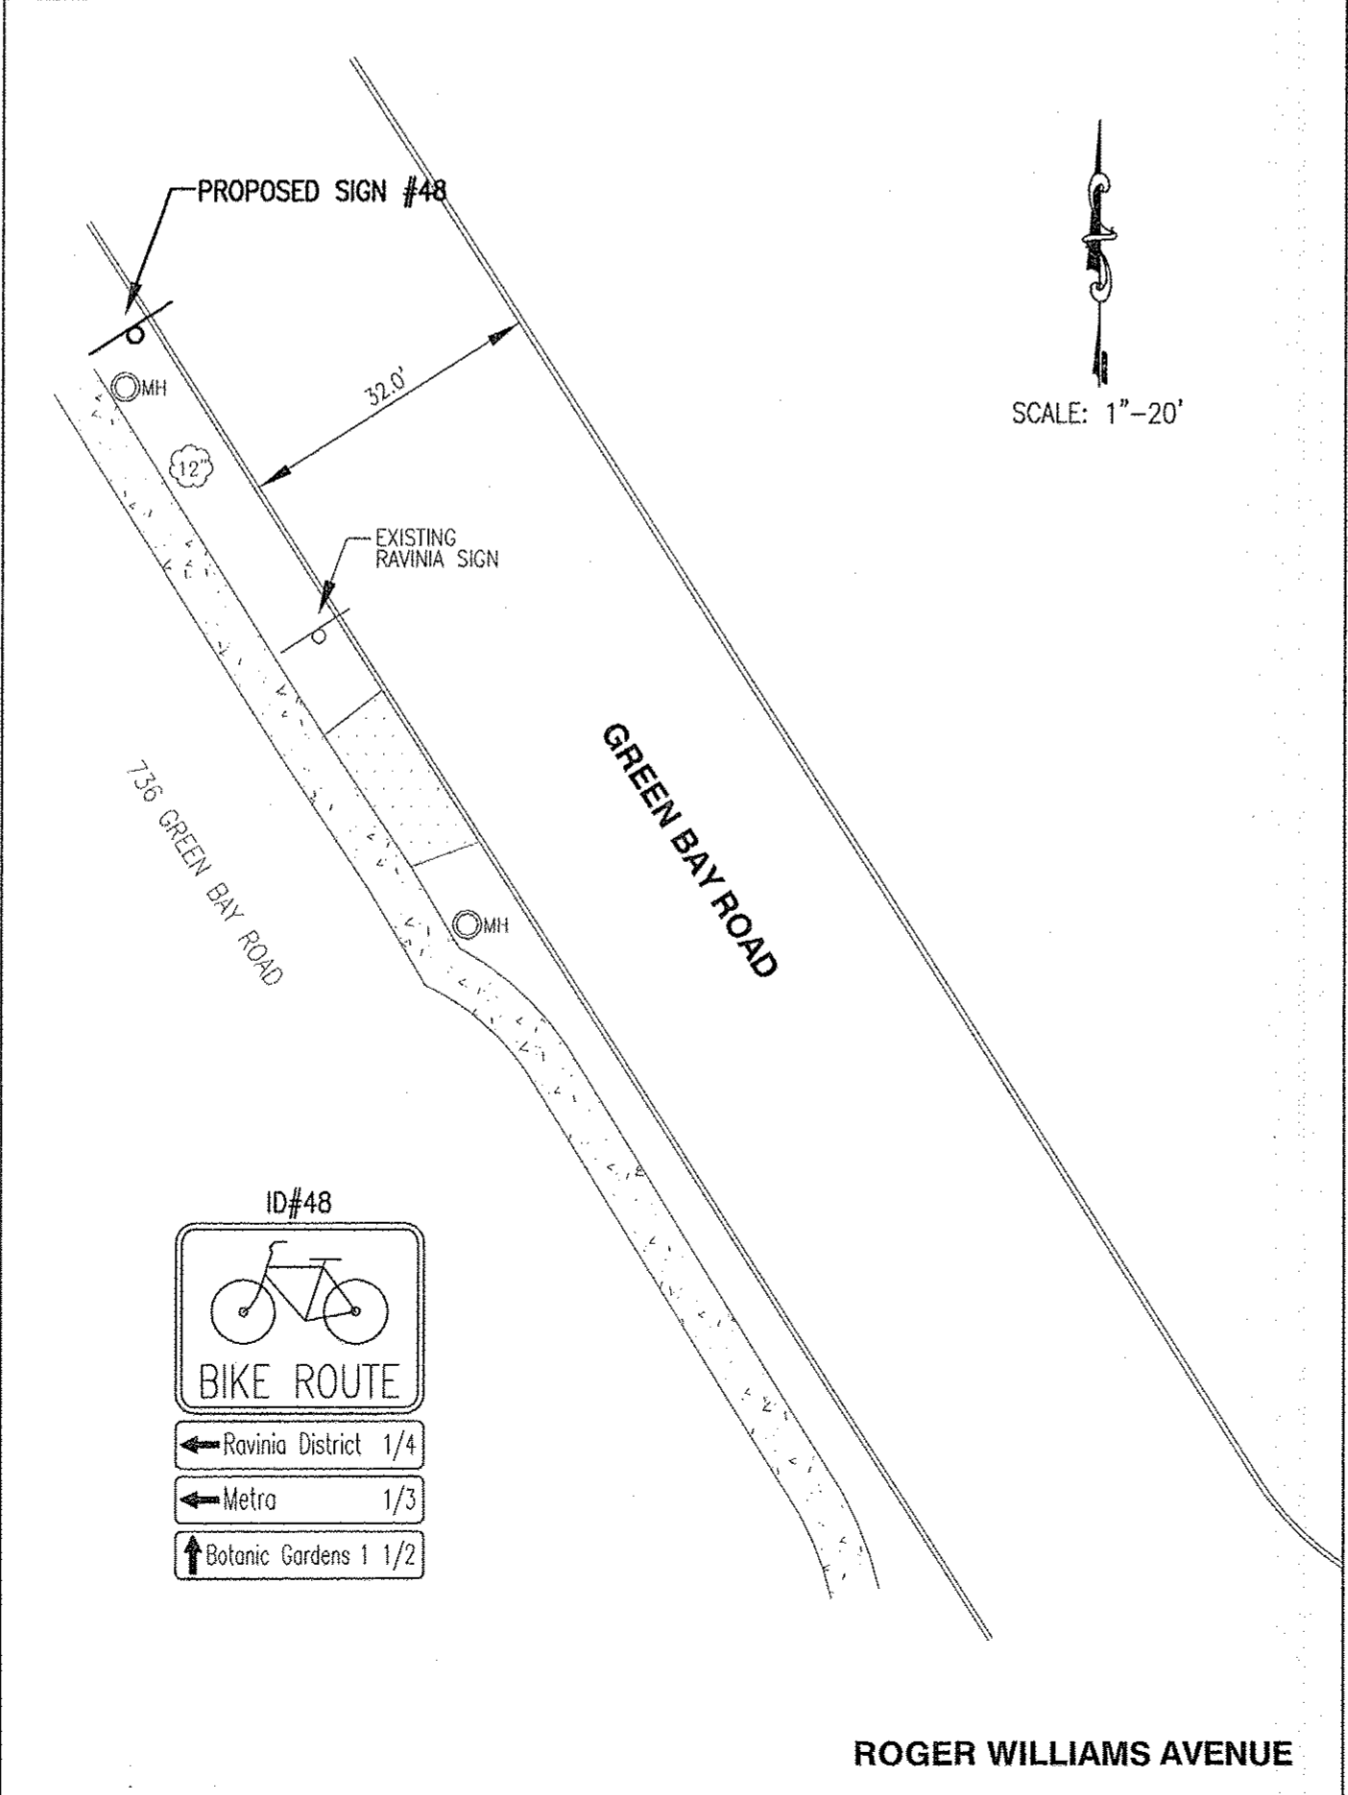 PROPOSED SIGN #48
SCALE: 1"-20'
32.0'
MH
12"
EXISTING
RAVINIA SIGN
GREEN BAY ROAD
736 GREEN BAY ROAD
MH
ID#48
BIKE ROUTE
Ravinia District 1/4
Metra 1/3
Botanic Gardens 1 1/2
ROGER WILLIAMS AVENUE